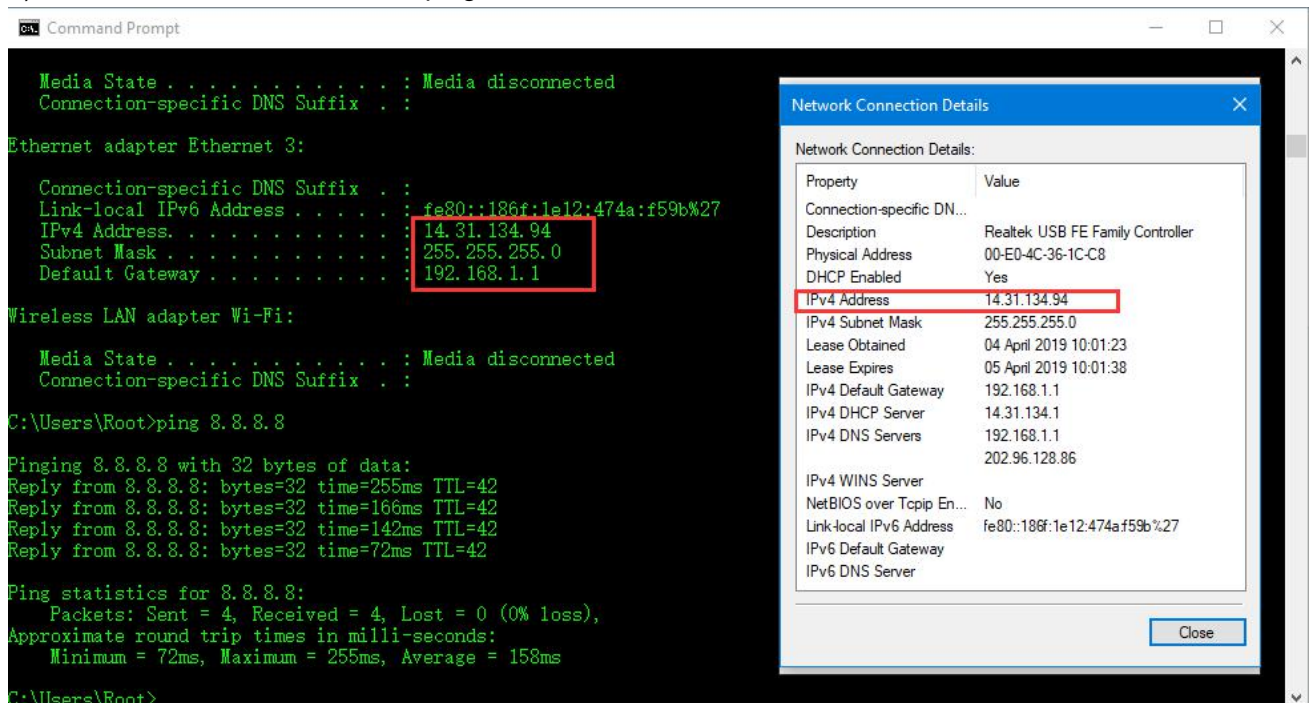 Command Prompt
Media State . . . . . . . . . . . : Media disconnected
Connection-specific DNS Suffix  . :
Ethernet adapter Ethernet 3:
Connection-specific DNS Suffix  . :
Link-local IPv6 Address . . . . . : fe80::186f:1e12:474a:f59b%27
IPv4 Address. . . . . . . . . . . : 14.31.134.94
Subnet Mask . . . . . . . . . . . : 255.255.255.0
Default Gateway . . . . . . . . . : 192.168.1.1
Wireless LAN adapter Wi-Fi:
Media State . . . . . . . . . . . : Media disconnected
Connection-specific DNS Suffix  . :
C:\Users\Root>ping 8.8.8.8
Pinging 8.8.8.8 with 32 bytes of data:
Reply from 8.8.8.8: bytes=32 time=255ms TTL=42
Reply from 8.8.8.8: bytes=32 time=166ms TTL=42
Reply from 8.8.8.8: bytes=32 time=142ms TTL=42
Reply from 8.8.8.8: bytes=32 time=72ms TTL=42
Ping statistics for 8.8.8.8:
Packets: Sent = 4, Received = 4, Lost = 0 (0% loss),
Approximate round trip times in milli-seconds:
Minimum = 72ms, Maximum = 255ms, Average = 158ms
C:\Users\Root>
Network Connection Details
Network Connection Details:
Property Value
Connection-specific DN...
Description Realtek USB FE Family Controller
Physical Address 00-E0-4C-36-1C-C8
DHCP Enabled Yes
IPv4 Address 14.31.134.94
IPv4 Subnet Mask 255.255.255.0
Lease Obtained 04 April 2019 10:01:23
Lease Expires 05 April 2019 10:01:38
IPv4 Default Gateway 192.168.1.1
IPv4 DHCP Server 14.31.134.1
IPv4 DNS Servers 192.168.1.1
202.96.128.86
IPv4 WINS Server
NetBIOS over Tcpip En... No
Link-local IPv6 Address fe80::186f:1e12:474a:f59b%27
IPv6 Default Gateway
IPv6 DNS Server
Close